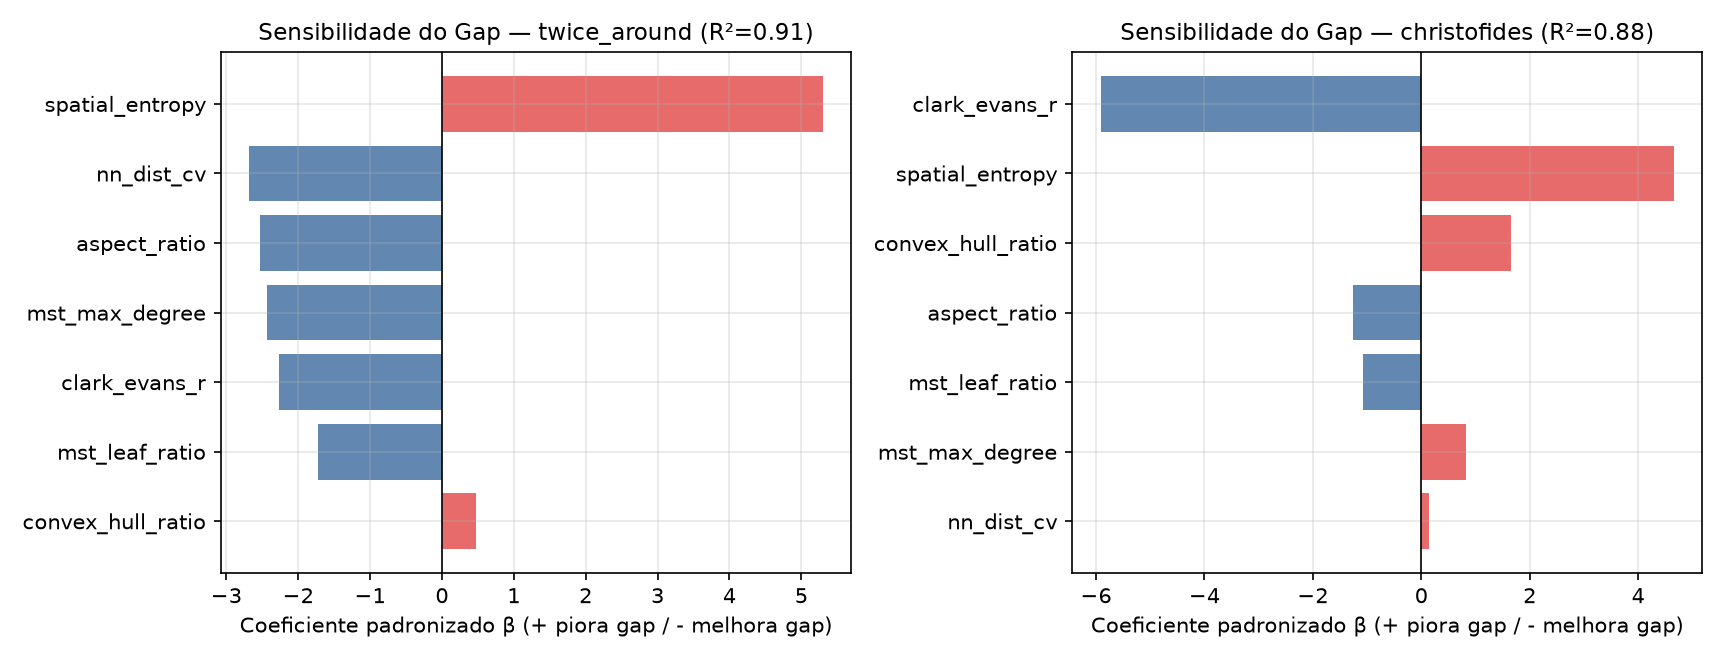 Sensibilidade do Gap — twice_around (R²=0.91)
spatial_entropy
nn_dist_cv
aspect_ratio
mst_max_degree
clark_evans_r
mst_leaf_ratio
convex_hull_ratio
−3 −2 −1 0 1 2 3 4 5
Coeficiente padronizado β (+ piora gap / - melhora gap)
Sensibilidade do Gap — christofides (R²=0.88)
clark_evans_r
spatial_entropy
convex_hull_ratio
aspect_ratio
mst_leaf_ratio
mst_max_degree
nn_dist_cv
−6 −4 −2 0 2 4
Coeficiente padronizado β (+ piora gap / - melhora gap)